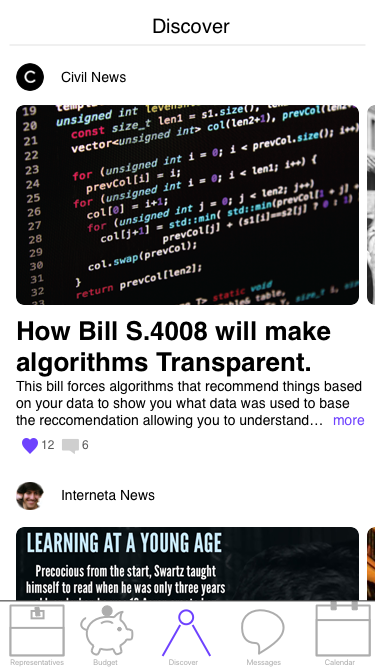 Discover
C
Civil News
19
20 unsigned int
21 const size_t len1 = s1.size(),
22 vector<unsigned int> col(len2+1), prevCol(len2+1);
23
24 for (unsigned int i = 0; i < prevCol.size(); i++)
25 prevCol[i] = i;
26 for (unsigned int i = 0; i < len1; i++) {
27 col[0] = i+1;
28 for (unsigned int j = 0; j < len2; j++)
29 col[j+1] = std::min( std::min(prevCol[1 + j] +
30 prevCol[j] + (s1[i]==s2[j] ? 0 : 1) )
31 col.swap(prevCol);
32 }
return prevCol[len2];
static void
How Bill S.4008 will make
algorithms Transparent.
This bill forces algorithms that recommend things based
on your data to show you what data was used to base
the reccomendation allowing you to understand… more
12 6
Interneta News
LEARNING AT A YOUNG AGE
Precocious from the start, Swartz taught
himself to read when he was only three years
Representatives Budget Discover Messages Calendar